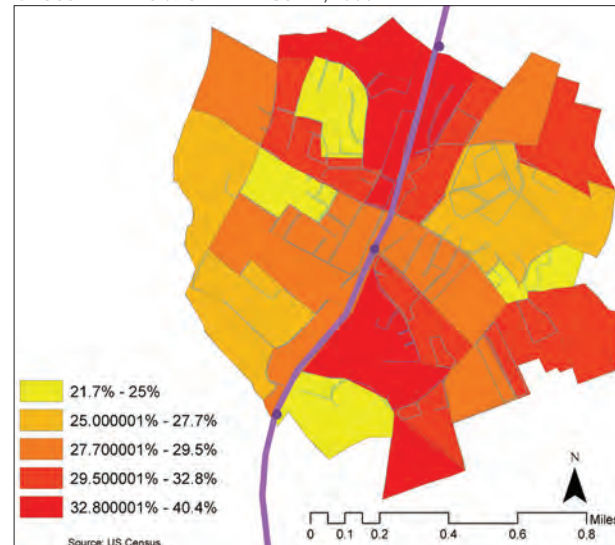 21.7% - 25%
25.000001% - 27.7%
27.700001% - 29.5%
29.500001% - 32.8%
32.800001% - 40.4%
N
Miles
0 0.1 0.2 0.4 0.6 0.8
Source: US Census